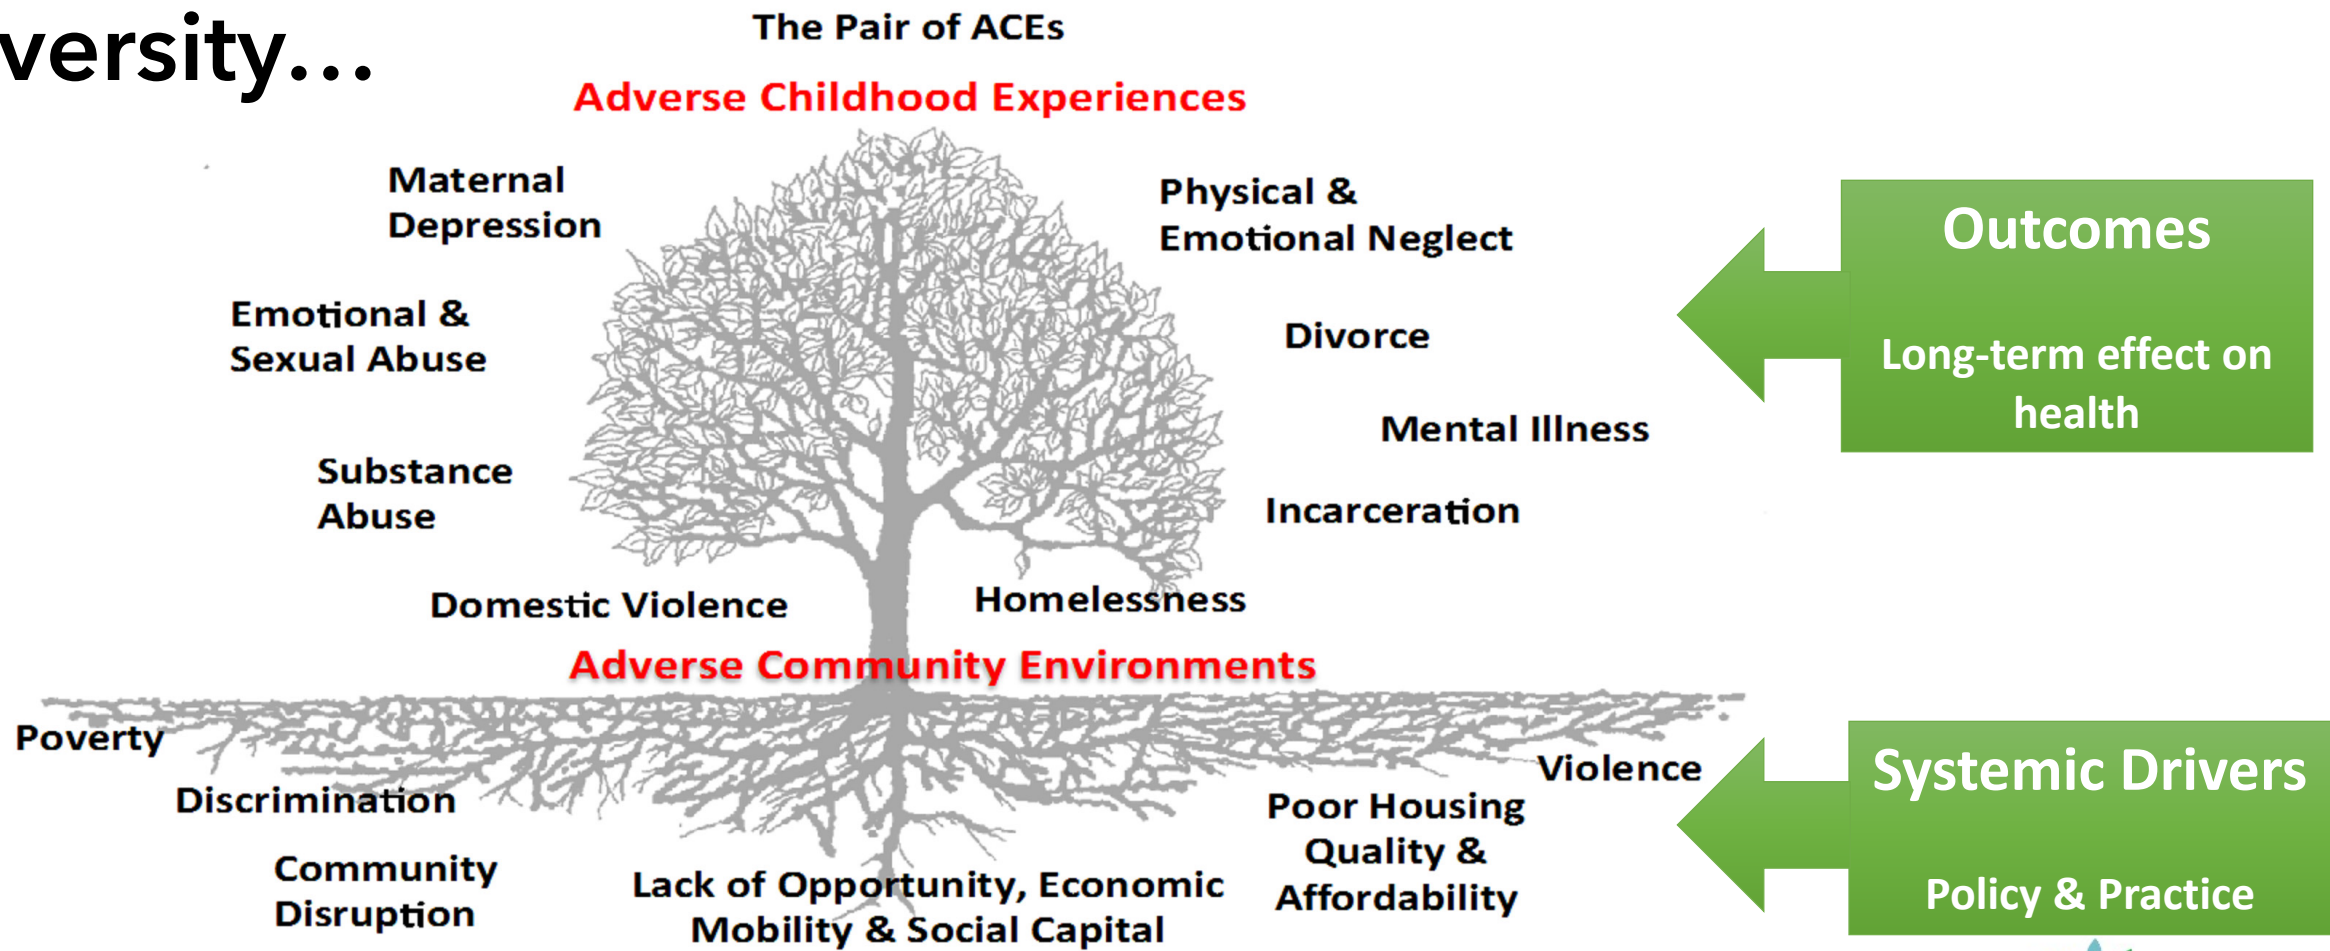 versity...
The Pair of ACEs
Adverse Childhood Experiences
Maternal
Depression
Physical &
Emotional Neglect
Emotional &
Sexual Abuse
Divorce
Substance
Abuse
Mental Illness
Incarceration
Domestic Violence
Homelessness
Adverse Community Environments
Poverty
Discrimination
Community
Disruption
Lack of Opportunity, Economic
Mobility & Social Capital
Poor Housing
Quality &
Affordability
Violence
Outcomes
Long-term effect on
health
Systemic Drivers
Policy & Practice